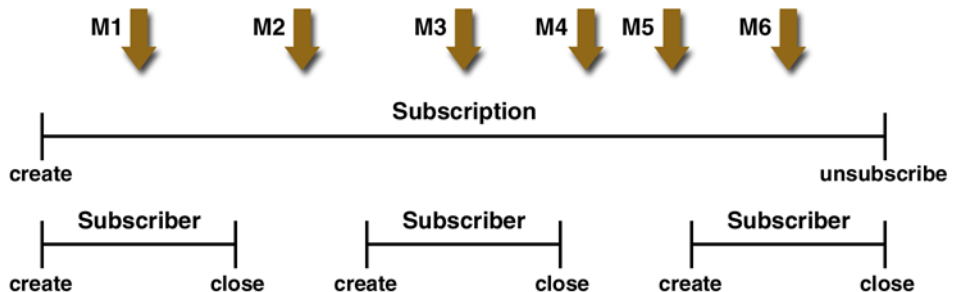 M1 M2 M3 M4 M5 M6
Subscription
create unsubscribe
Subscriber Subscriber Subscriber
create close create close create close